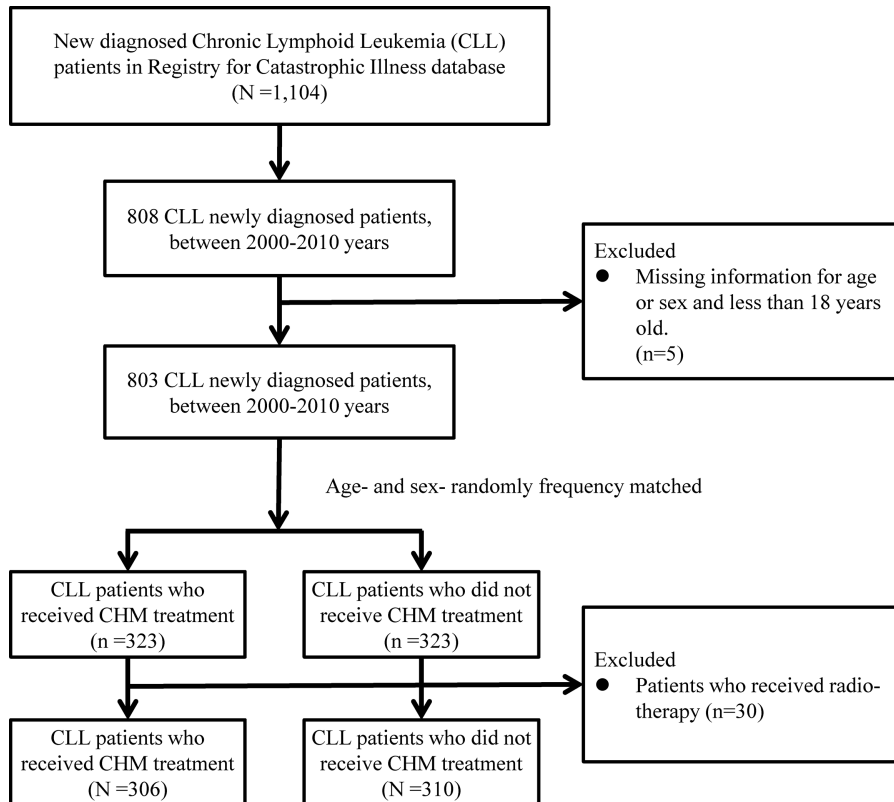 New diagnosed Chronic Lymphoid Leukemia (CLL)
patients in Registry for Catastrophic Illness database
(N =1,104)
808 CLL newly diagnosed patients,
between 2000-2010 years
Excluded
● Missing information for age
or sex and less than 18 years
old.
(n=5)
803 CLL newly diagnosed patients,
between 2000-2010 years
Age- and sex- randomly frequency matched
CLL patients who
received CHM treatment
(n =323)
CLL patients who did not
receive CHM treatment
(n =323)
Excluded
● Patients who received radio-
therapy (n=30)
CLL patients who
received CHM treatment
(N =306)
CLL patients who did not
receive CHM treatment
(N =310)